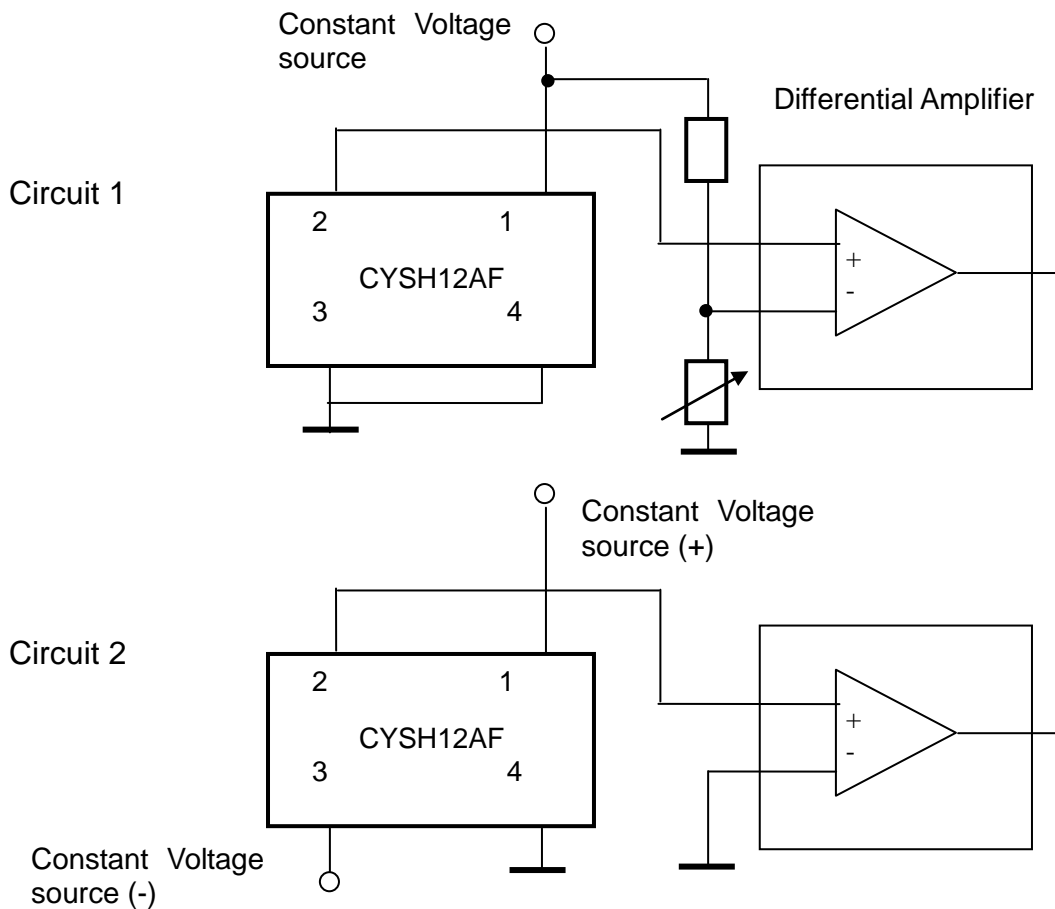 Constant Voltage
source
Differential Amplifier
Circuit 1
2 1
CYSH12AF
3 4
+
-
Constant Voltage
source (+)
Circuit 2
2 1
CYSH12AF
3 4
+
-
Constant Voltage
source (-)